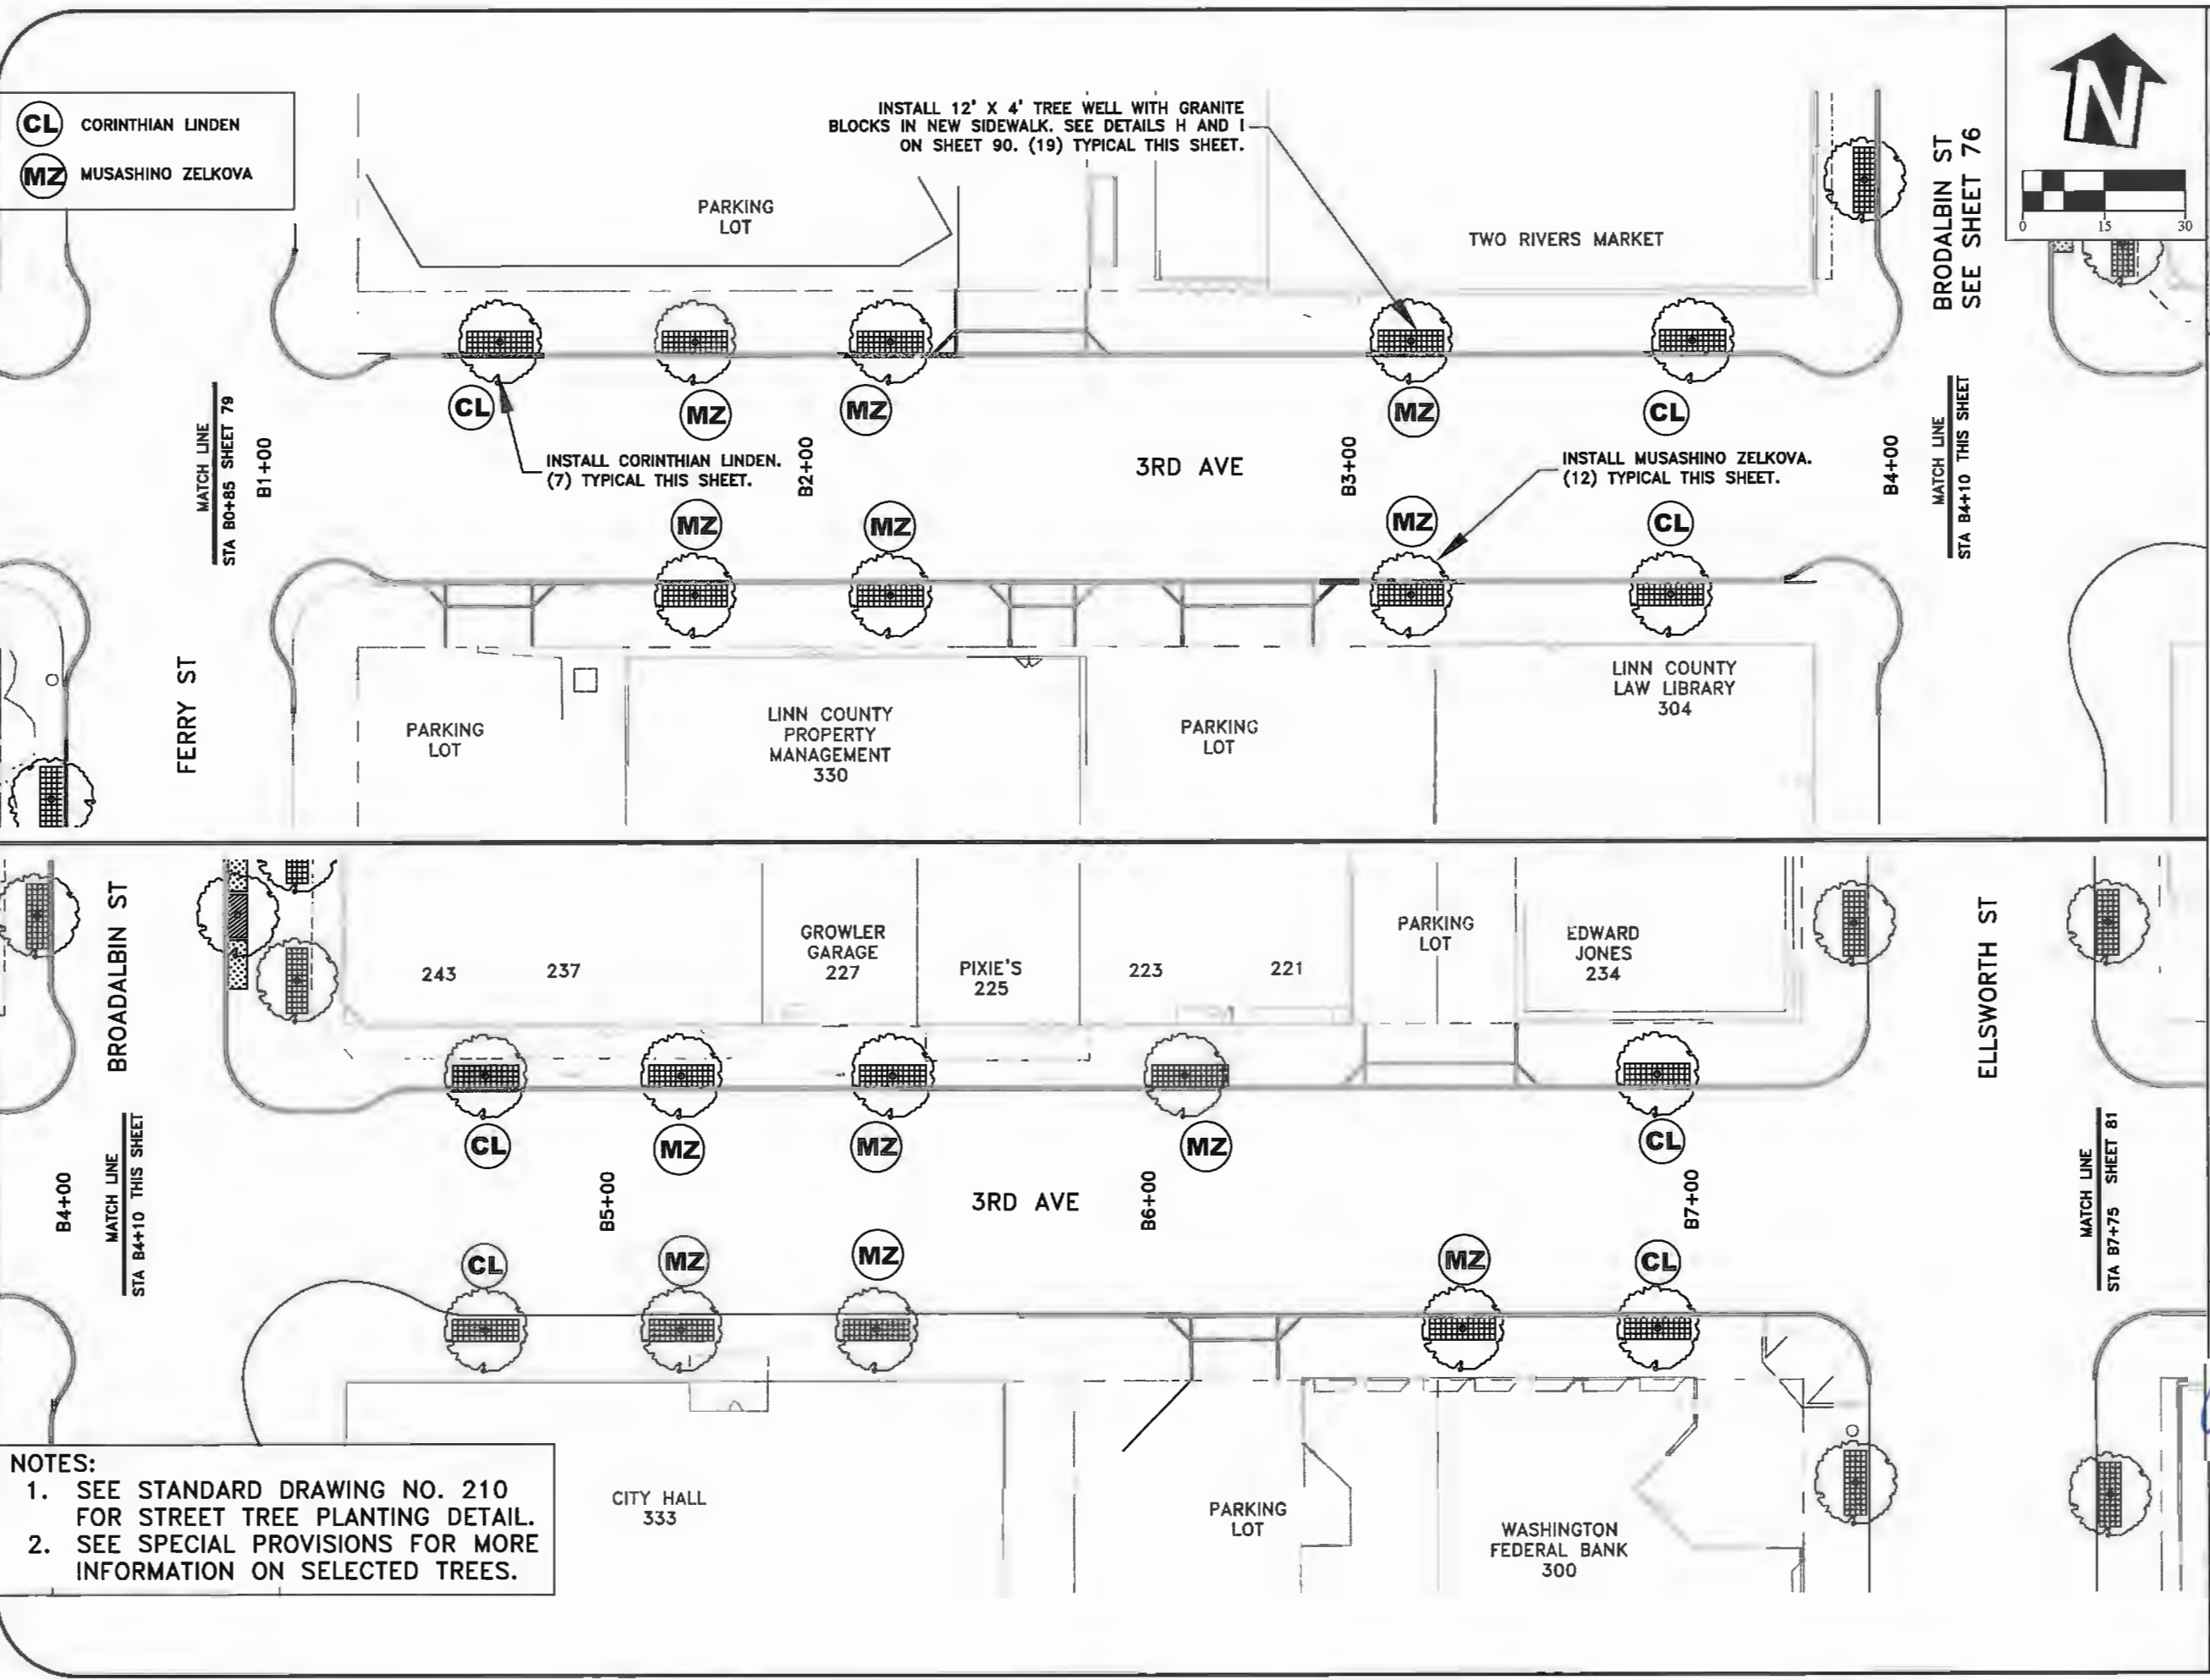 CL CORINTHIAN LINDEN
MZ MUSASHINO ZELKOVA
INSTALL 12' X 4' TREE WELL WITH GRANITE
BLOCKS IN NEW SIDEWALK. SEE DETAILS H AND I
ON SHEET 90. (19) TYPICAL THIS SHEET.
PARKING
LOT
TWO RIVERS MARKET
BRODALBIN ST
SEE SHEET 76
N
0 15 30
CL
MZ
MZ
MZ
CL
MATCH LINE
STA B0+85 SHEET 79
B1+00
INSTALL CORINTHIAN LINDEN.
(7) TYPICAL THIS SHEET.
B2+00
3RD AVE
B3+00
INSTALL MUSASHINO ZELKOVA.
(12) TYPICAL THIS SHEET.
B4+00
MATCH LINE
STA B4+10 THIS SHEET
MZ
MZ
MZ
CL
FERRY ST
PARKING
LOT
LINN COUNTY
PROPERTY
MANAGEMENT
330
PARKING
LOT
LINN COUNTY
LAW LIBRARY
304
BROADALBIN ST
243
237
GROWLER
GARAGE
227
PIXIE'S
225
223
221
PARKING
LOT
EDWARD
JONES
234
ELLSWORTH ST
CL
MZ
MZ
MZ
CL
B4+00
MATCH LINE
STA B4+10 THIS SHEET
B5+00
3RD AVE
B6+00
B7+00
MATCH LINE
STA B7+75 SHEET 81
CL
MZ
MZ
MZ
CL
CITY HALL
333
PARKING
LOT
WASHINGTON
FEDERAL BANK
300
NOTES:
1. SEE STANDARD DRAWING NO. 210
FOR STREET TREE PLANTING DETAIL.
2. SEE SPECIAL PROVISIONS FOR MORE
INFORMATION ON SELECTED TREES.